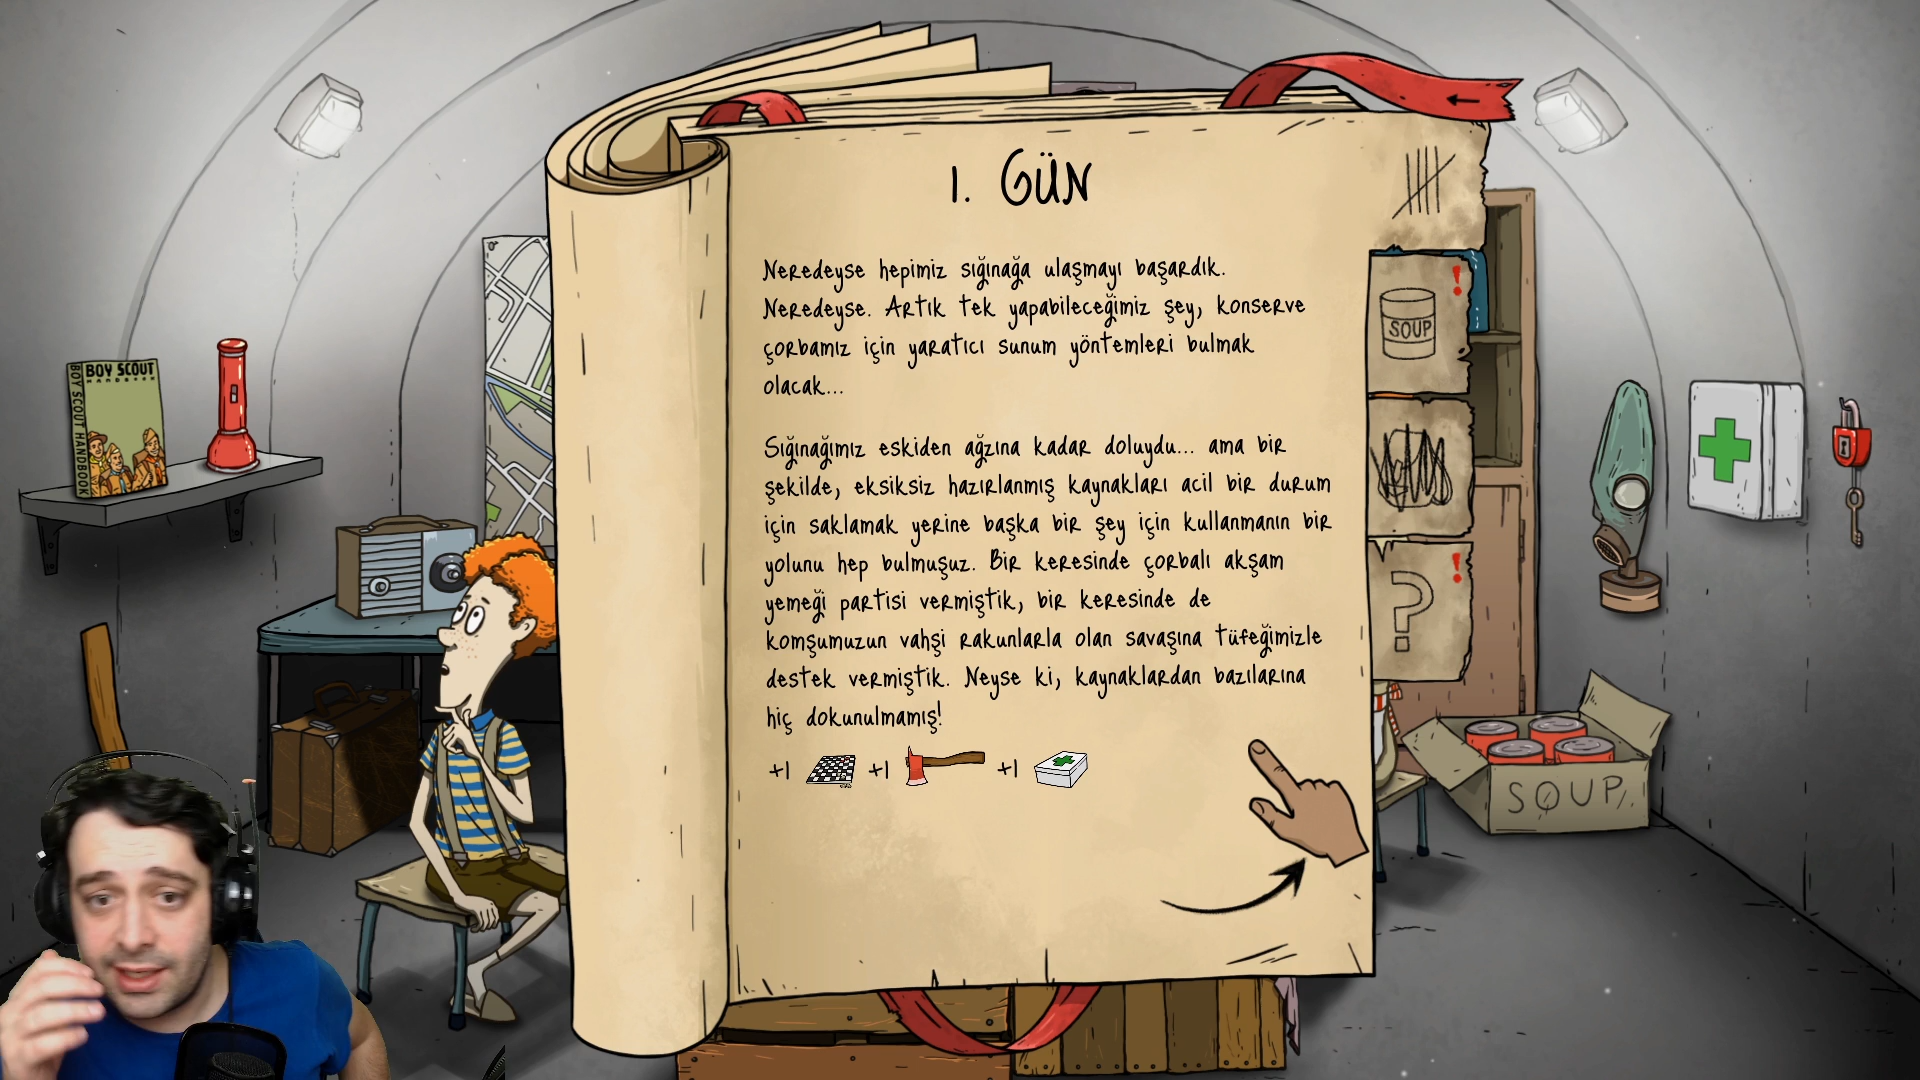 1. GÜN
Neredeyse hepimiz sığınağa ulaşmayı başardık.
Neredeyse. Artık tek yapabileceğimiz şey, konserve
çorbamız için yaratıcı sunum yöntemleri bulmak
olacak...
Sığınağımız eskiden ağzına kadar doluydu... ama bir
şekilde, eksiksiz hazırlanmış kaynakları acil bir durum
için saklamak yerine başka bir şey için kullanmanın bir
yolunu hep bulmuşuz. Bir keresinde çorbalı akşam
yemeği partisi vermiştik, bir keresinde de
komşumuzun vahşi rakunlarla olan savaşına tüfeğimizle
destek vermiştik. Neyse ki, kaynaklardan bazılarına
hiç dokunulmamış!
+1 +1 +1
!
SOUP
!
?
BOY SCOUT
HANDBOOK
BOY SCOUT HANDBOOK
SOUP